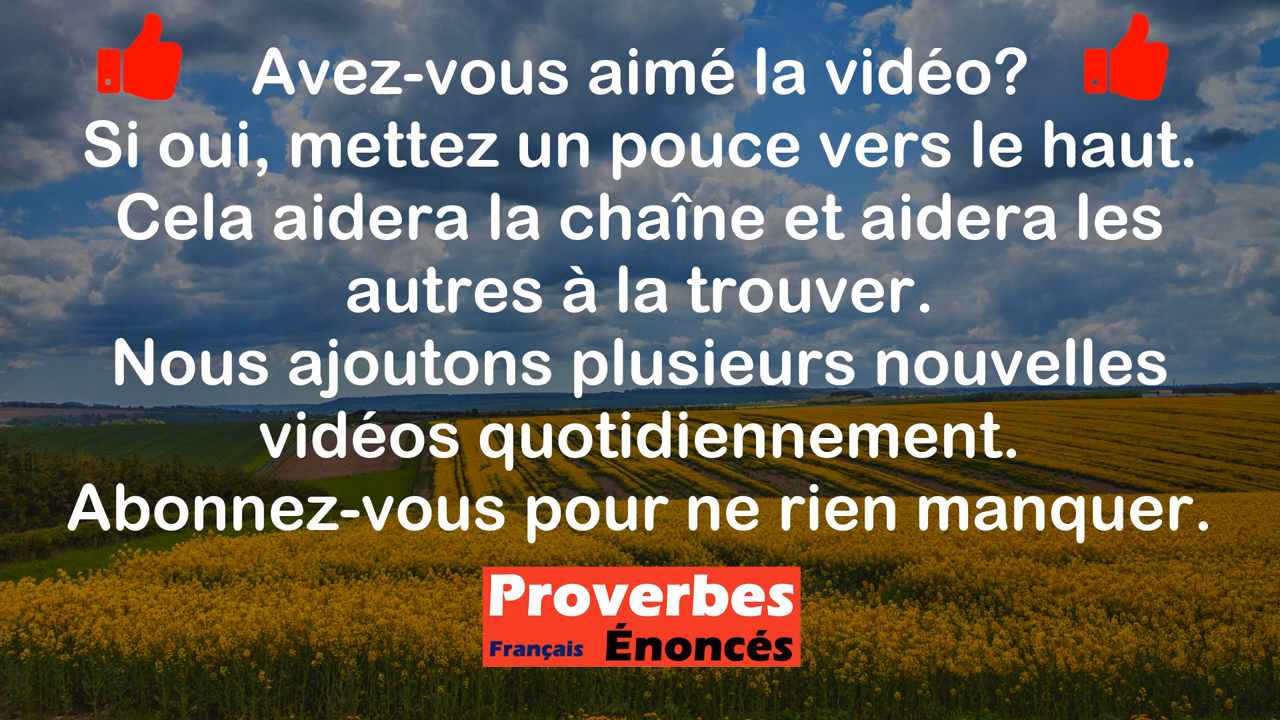 Avez-vous aimé la vidéo?
Si oui, mettez un pouce vers le haut.
Cela aidera la chaîne et aidera les
autres à la trouver.
Nous ajoutons plusieurs nouvelles
vidéos quotidiennement.
Abonnez-vous pour ne rien manquer.
Proverbes
Français Énoncés